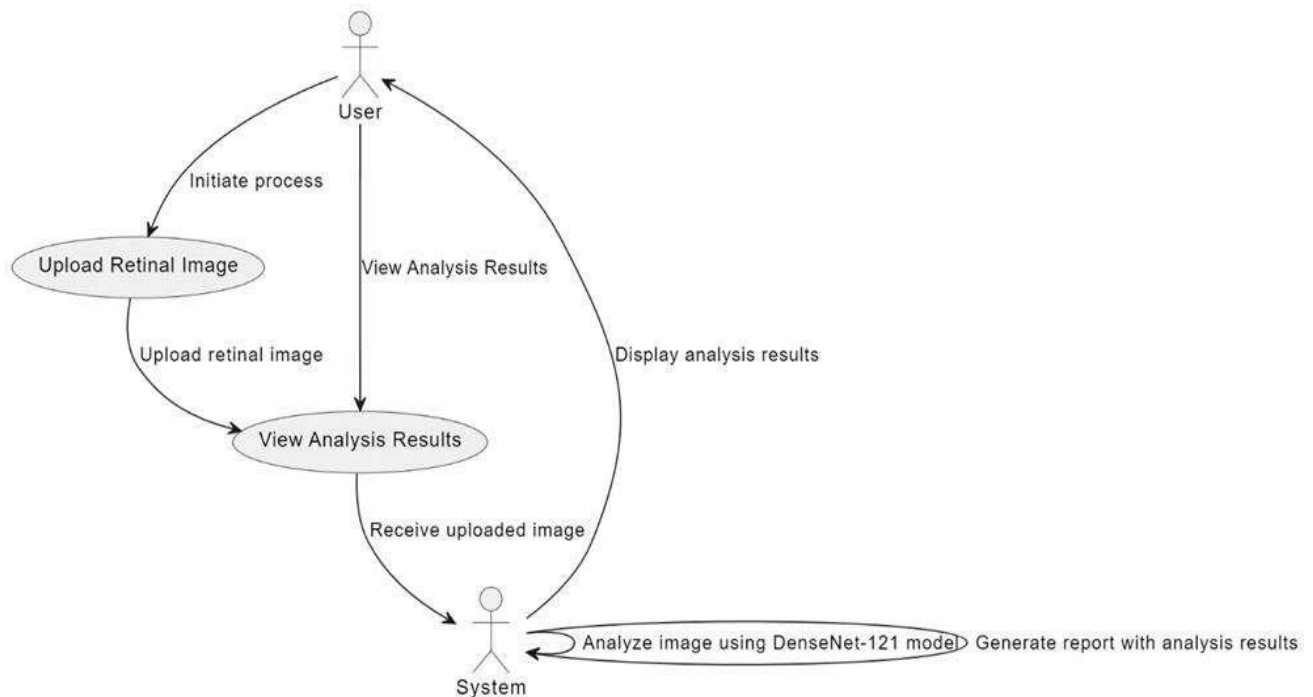 User
Initiate process
Upload Retinal Image
View Analysis Results
Upload retinal image
Display analysis results
View Analysis Results
Receive uploaded image
Analyze image using DenseNet-121 model
Generate report with analysis results
System